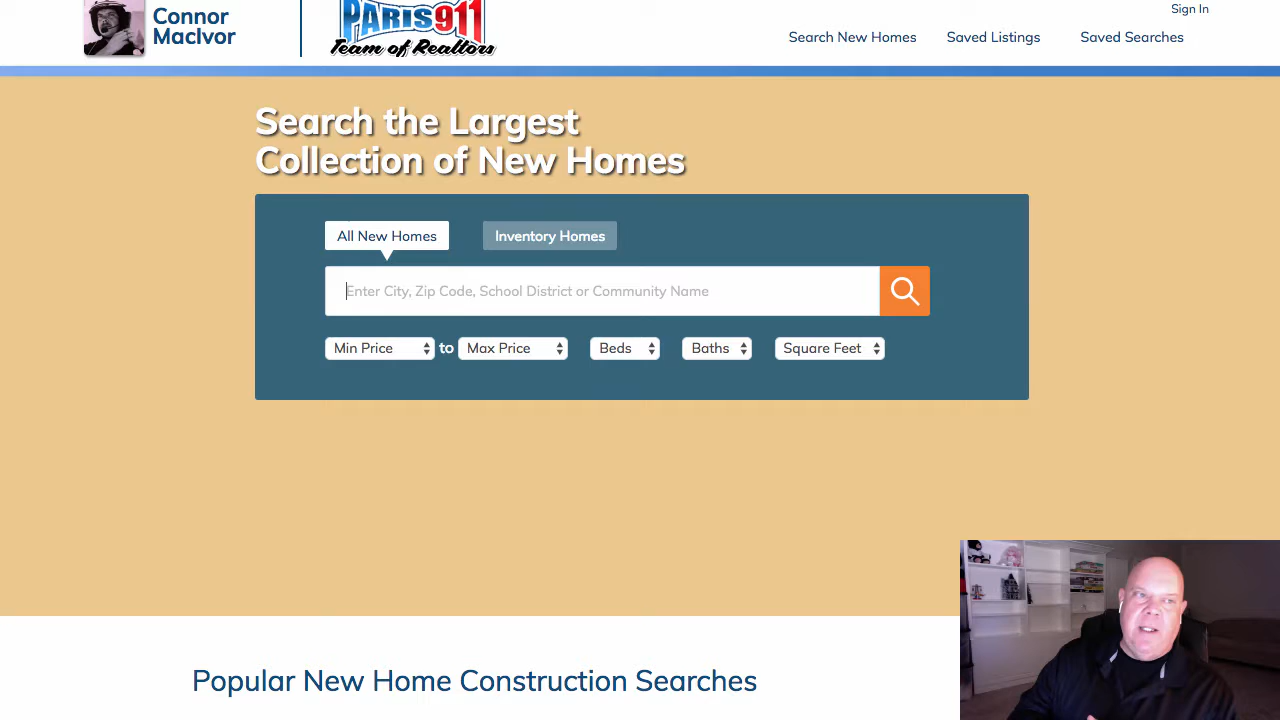 Connor
MacIvor
PARIS911
Team of Realtors
Sign In
Search New Homes
Saved Listings
Saved Searches
Search the Largest
Collection of New Homes
All New Homes
Inventory Homes
Enter City, Zip Code, School District or Community Name
Min Price
to
Max Price
Beds
Baths
Square Feet
Popular New Home Construction Searches